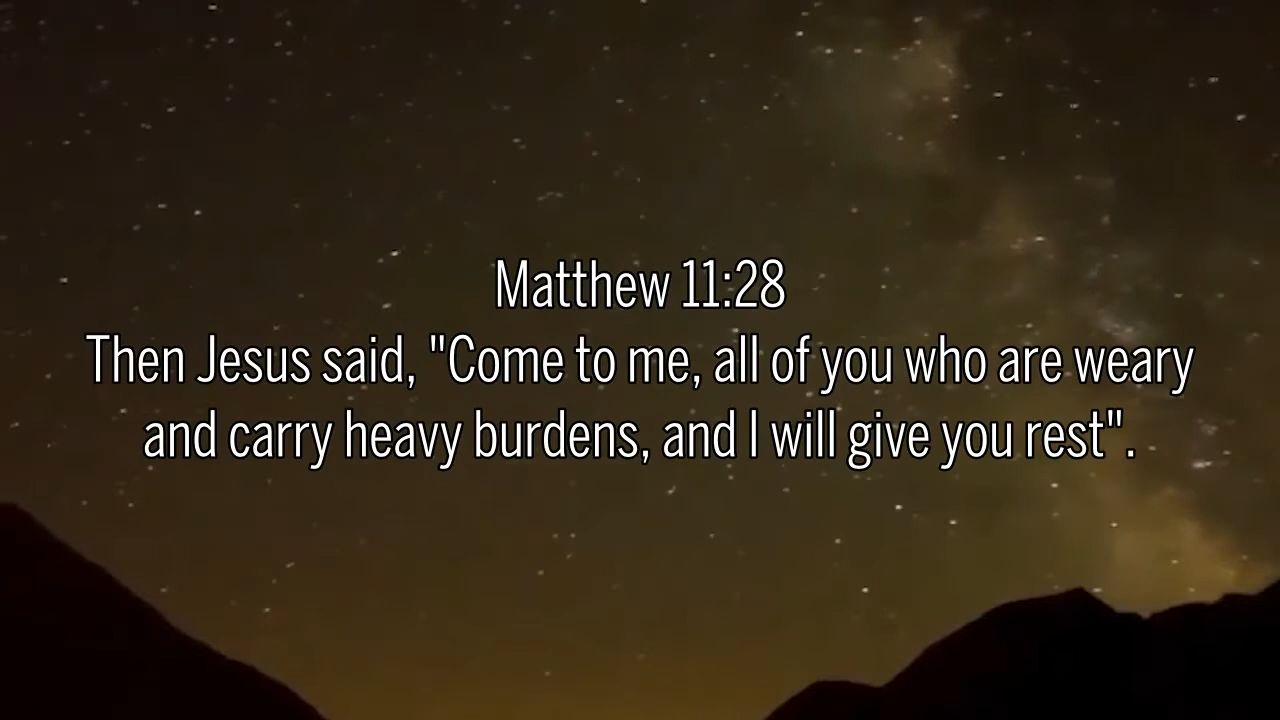 Matthew 11:28
Then Jesus said, "Come to me, all of you who are weary
and carry heavy burdens, and I will give you rest".